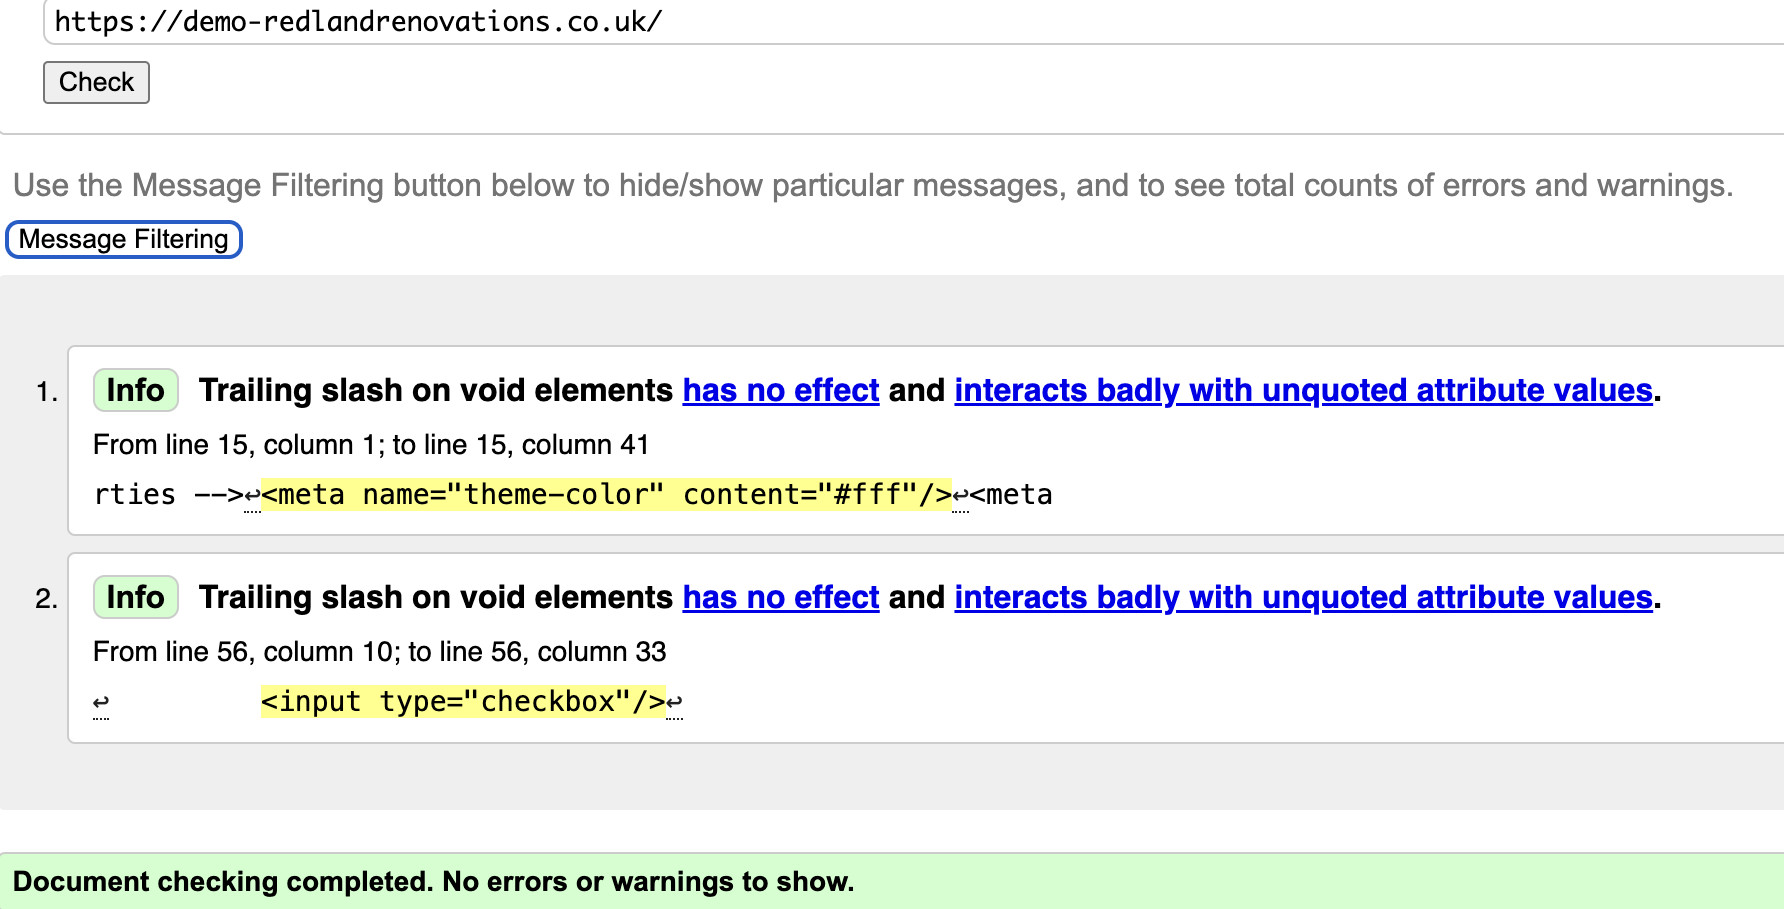 https://demo-redlandrenovations.co.uk/
Check
Use the Message Filtering button below to hide/show particular messages, and to see total counts of errors and warnings.
Message Filtering
1. Info Trailing slash on void elements has no effect and interacts badly with unquoted attribute values.
From line 15, column 1; to line 15, column 41
rties -->↩<meta name="theme-color" content="#fff"/>↩<meta
2. Info Trailing slash on void elements has no effect and interacts badly with unquoted attribute values.
From line 56, column 10; to line 56, column 33
↩         <input type="checkbox"/>↩
Document checking completed. No errors or warnings to show.